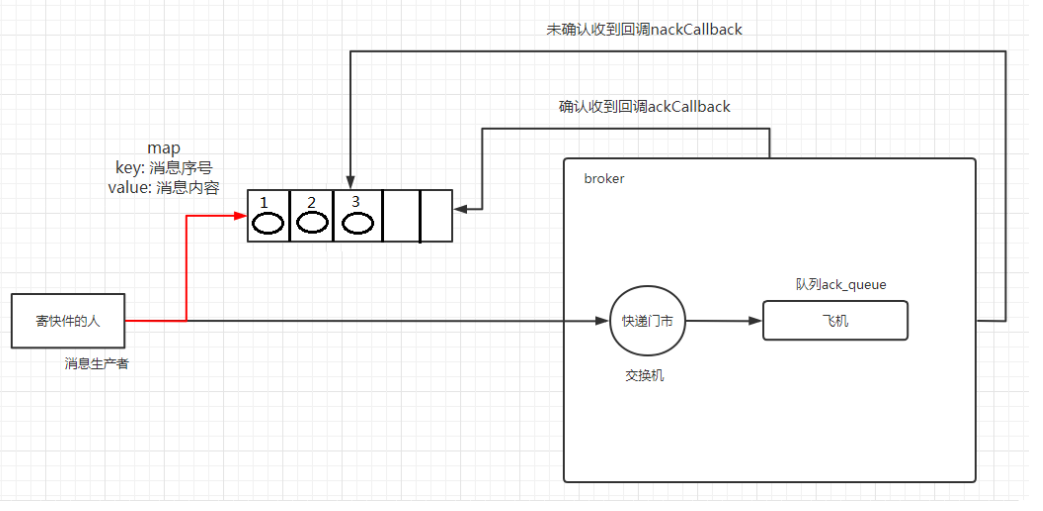 未确认收到回调nackCallback
确认收到回调ackCallback
map
key: 消息序号
value: 消息内容
broker
1
2
3
队列ack_queue
寄快件的人
快递门市
飞机
消息生产者
交换机